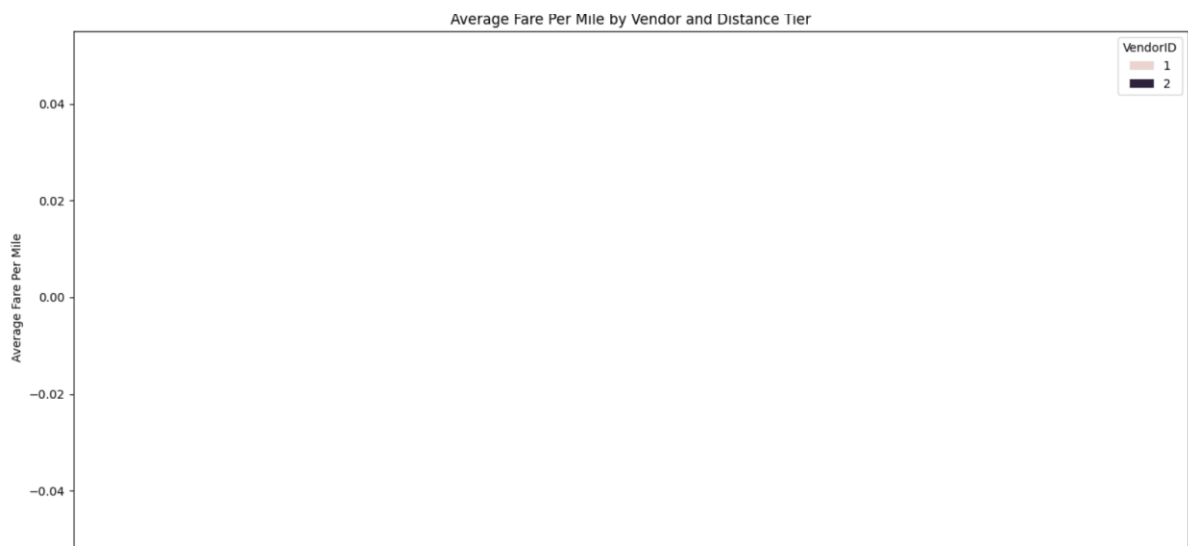 Average Fare Per Mile by Vendor and Distance Tier
VendorID
1
2
0.04
0.02
0.00
−0.02
−0.04
Average Fare Per Mile